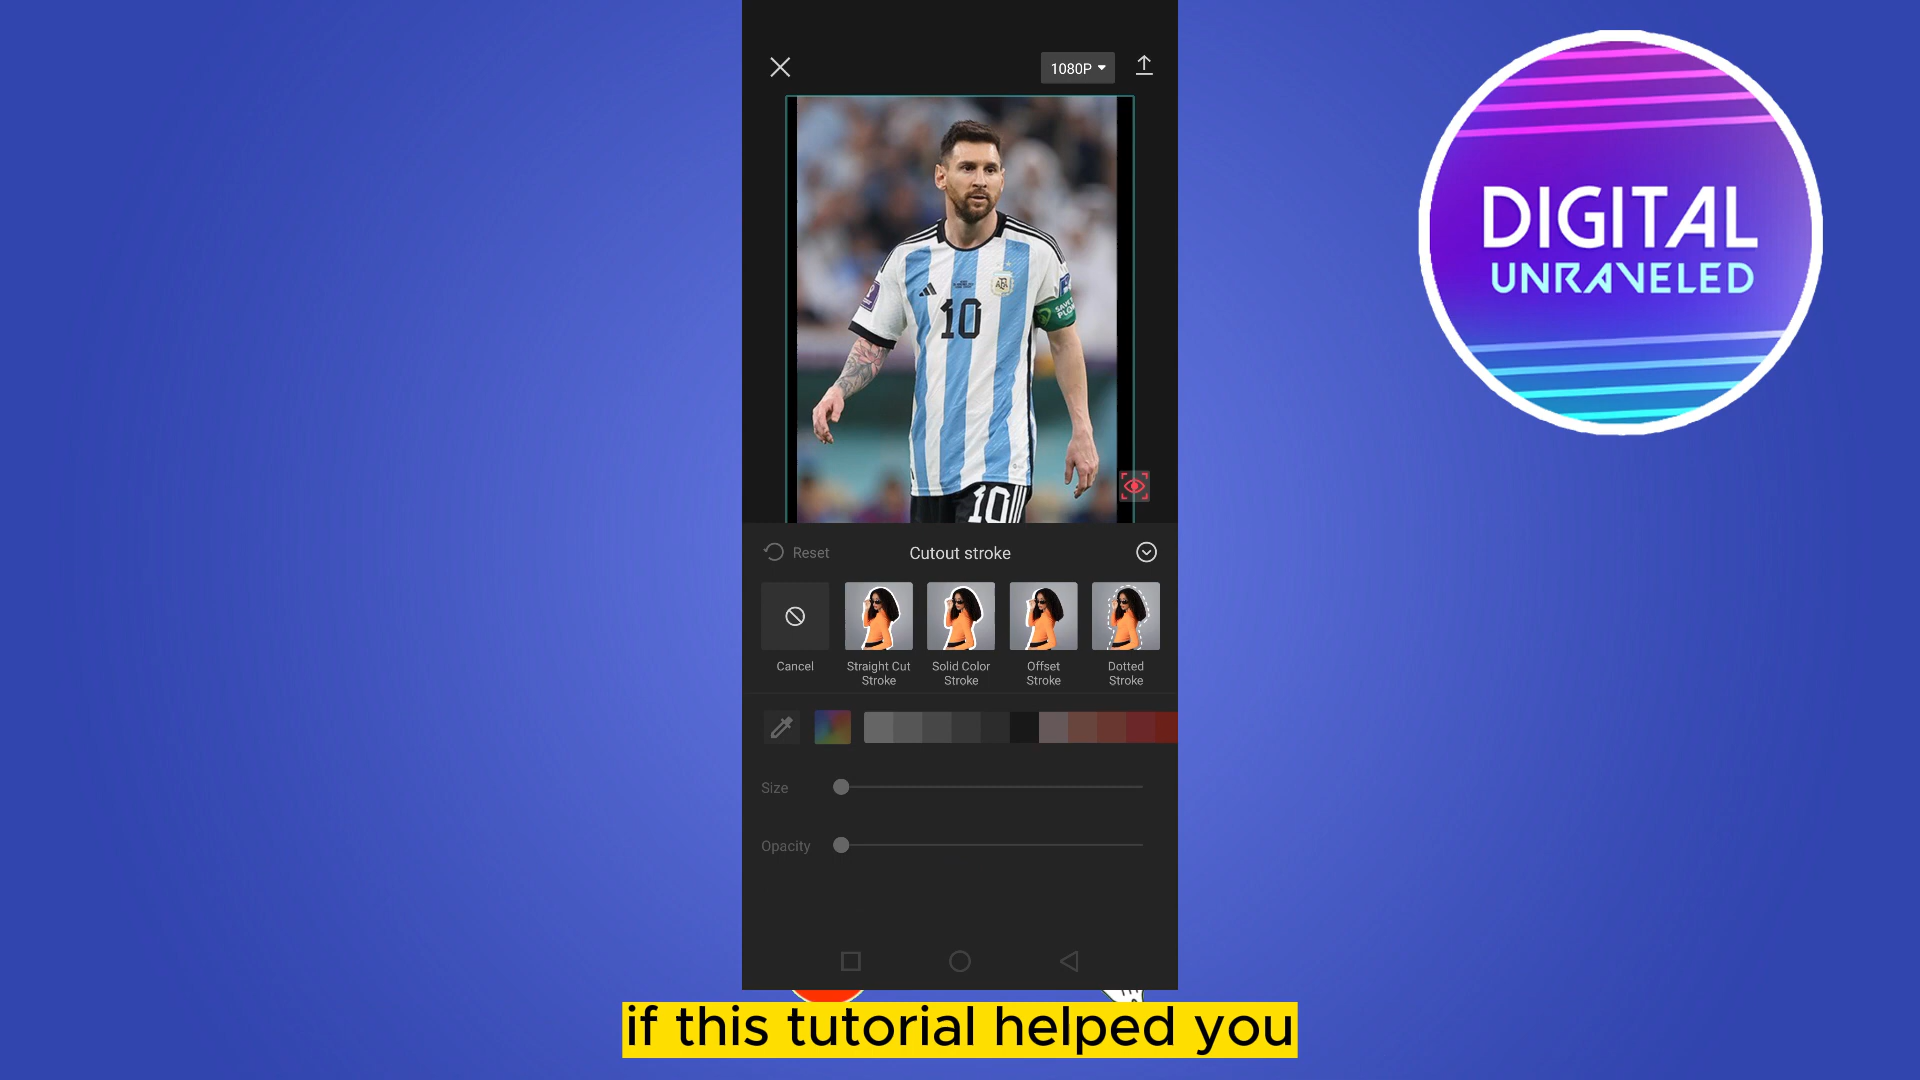 1080P
DIGITAL
UNRAVELED
10
10
Reset
Cutout stroke
Cancel
Straight Cut
Stroke
Solid Color
Stroke
Offset
Stroke
Dotted
Stroke
Size
Opacity
if this tutorial helped you